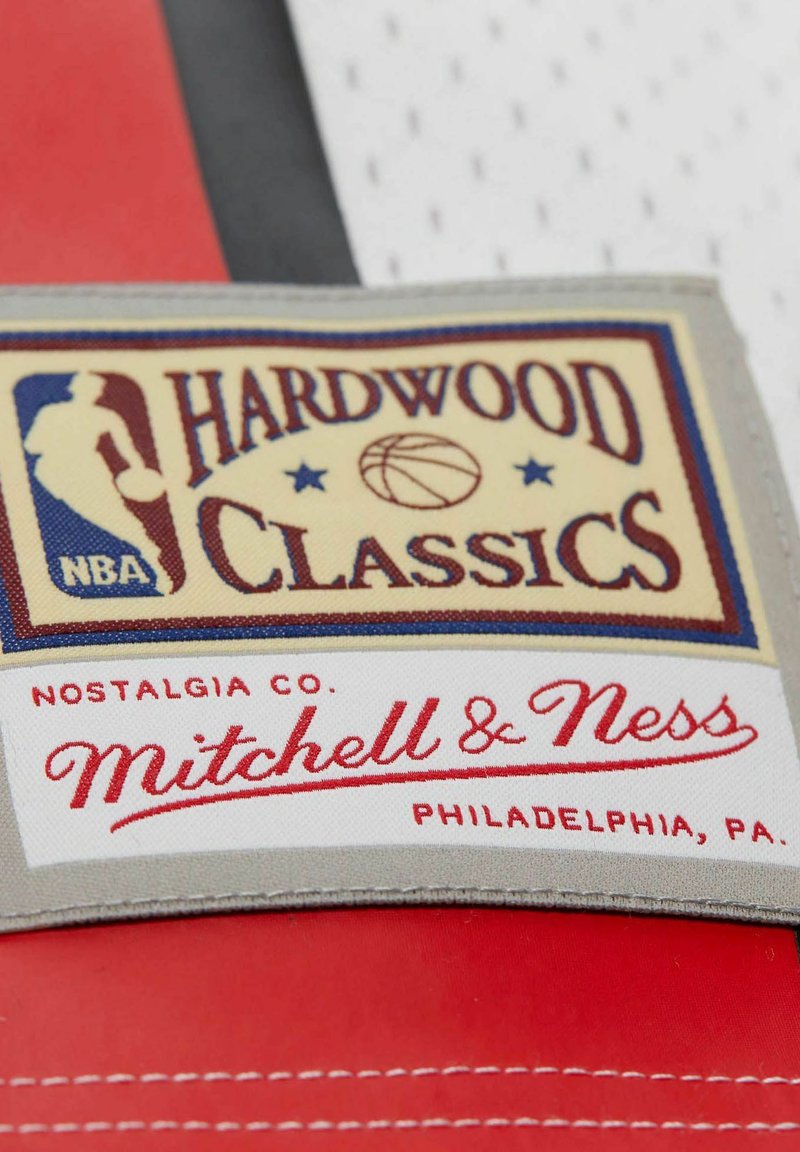 HARDWOOD
CLASSICS
NBA
NOSTALGIA CO.
Mitchell & Ness
PHILADELPHIA, PA.